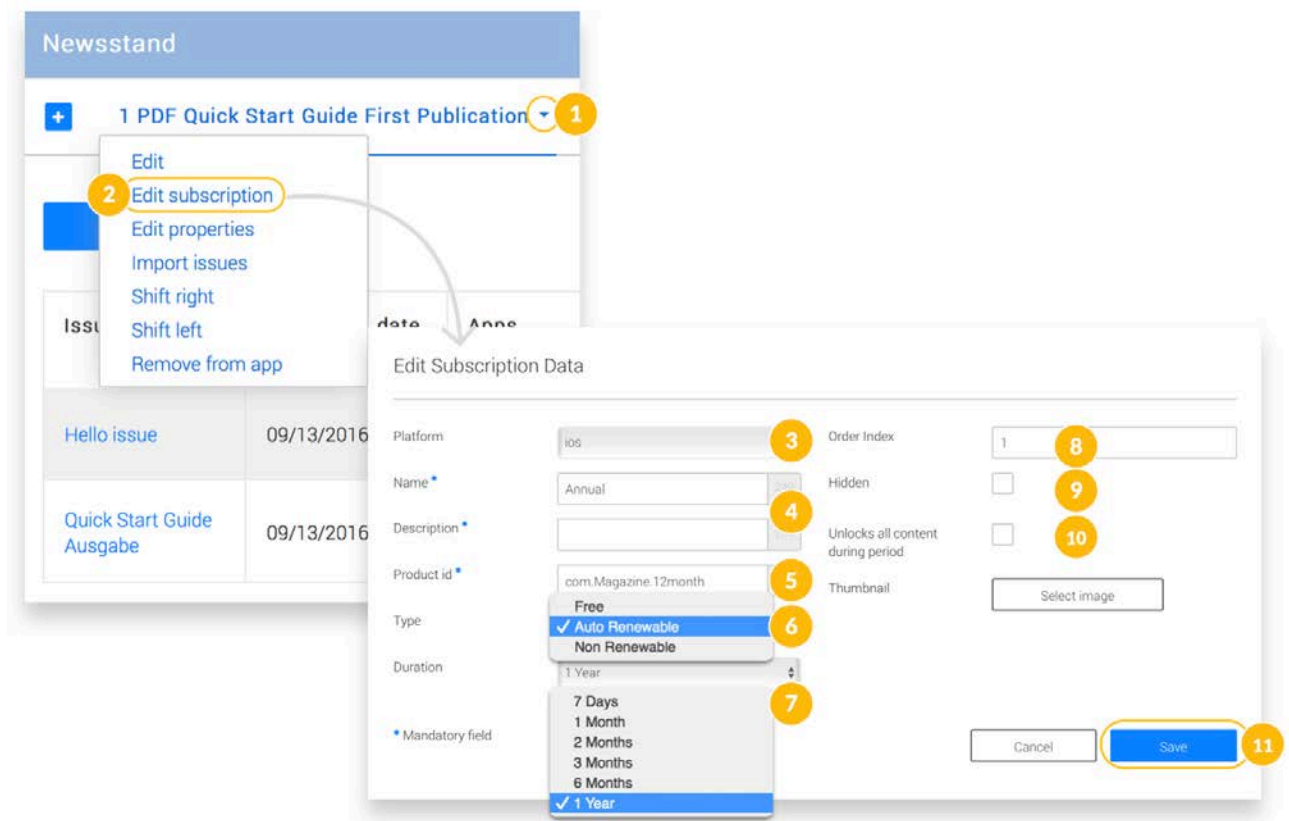 Newsstand
+ 1 PDF Quick Start Guide First Publication 1
Edit
2 Edit subscription
Edit properties
Import issues
Shift right
Shift left
Remove from app
Issu date Apps
Hello issue 09/13/2016
Quick Start Guide
Ausgabe
09/13/2016
Edit Subscription Data
Platform ios 3
Name * Annual
4
Description *
Product id * com.Magazine.12month 5
Type
Free
✓ Auto Renewable 6
Non Renewable
Duration 1 Year
7 Days 7
1 Month
2 Months
3 Months
6 Months
✓ 1 Year
* Mandatory field
Order Index 1 8
Hidden 9
Unlocks all content
during period
10
Thumbnail Select image
Cancel Save 11